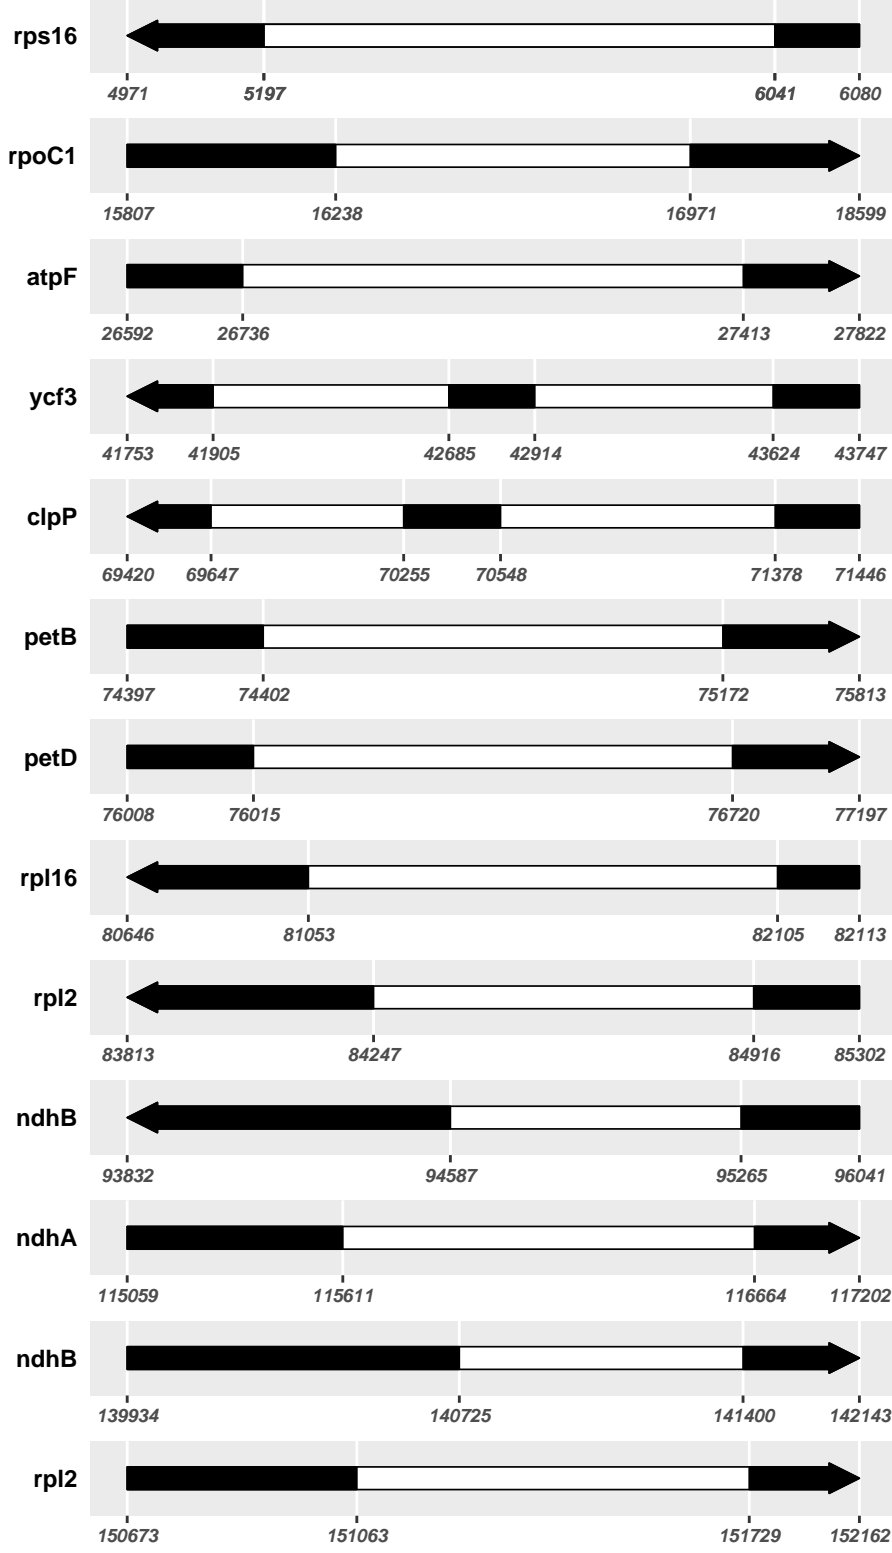 rps16
4971 5197 6041 6080
rpoC1
15807 16238 16971 18599
atpF
26592 26736 27413 27822
ycf3
41753 41905 42685 42914 43624 43747
clpP
69420 69647 70255 70548 71378 71446
petB
74397 74402 75172 75813
petD
76008 76015 76720 77197
rpl16
80646 81053 82105 82113
rpl2
83813 84247 84916 85302
ndhB
93832 94587 95265 96041
ndhA
115059 115611 116664 117202
ndhB
139934 140725 141400 142143
rpl2
150673 151063 151729 152162